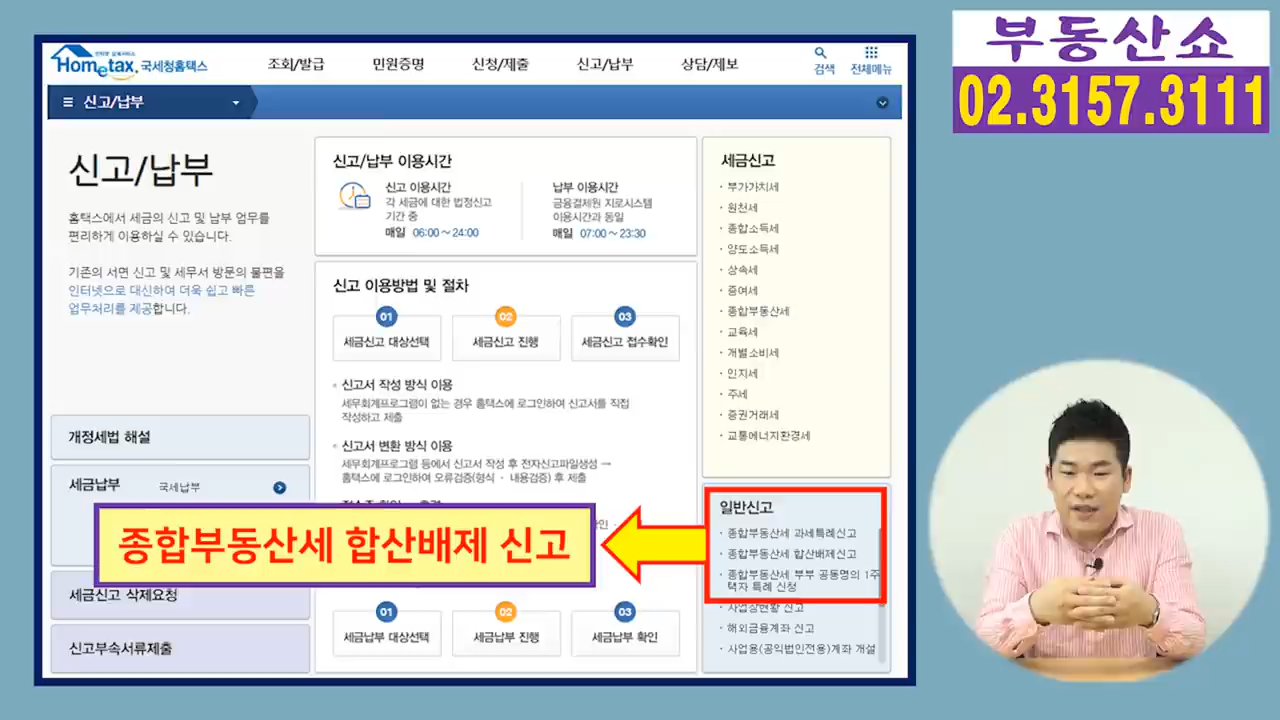 부동산쇼
02.3157.3111
Hometax. 국세청홈택스
조회/발급
민원증명
신청/제출
신고/납부
상담/제보
검색
전체메뉴
신고/납부
신고/납부
홈택스에서 세금의 신고 및 납부 업무를
편리하게 이용하실 수 있습니다.
기존의 서면 신고 및 세무서 방문의 불편을
인터넷으로 대신하여 더욱 쉽고 빠른
업무처리를 제공합니다.
개정세법 해설
세금납부
국세납부
세금신고 삭제요청
신고부속서류제출
신고/납부 이용시간
신고 이용시간
각 세금에 대한 법정신고
기간 중
매일 06:00~24:00
납부 이용시간
금융결제원 지로시스템
이용시간과 동일
매일 07:00~23:30
신고 이용방법 및 절차
01
02
03
세금신고 대상선택
세금신고 진행
세금신고 접수확인
신고서 작성 방식 이용
세무회계프로그램이 없는 경우 홈택스에 로그인하여 신고서를 직접
작성하고 제출
신고서 변환 방식 이용
세무회계프로그램 등에서 신고서 작성 후 전자신고파일생성 →
홈택스에 로그인하여 오류검증(형식 · 내용검증) 후 제출
종합부동산세 합산배제 신고
01
02
03
세금납부 대상선택
세금납부 진행
세금납부 확인
세금신고
· 부가가치세
· 원천세
· 종합소득세
· 양도소득세
· 상속세
· 증여세
· 종합부동산세
· 교육세
· 개별소비세
· 인지세
· 주세
· 증권거래세
· 교통에너지환경세
일반신고
· 종합부동산세 과세특례신고
· 종합부동산세 합산배제신고
· 종합부동산세 부부 공동명의 1주
택자 특례 신청
· 사업장현황 신고
· 해외금융계좌 신고
· 사업용(공익법인전용)계좌 개설